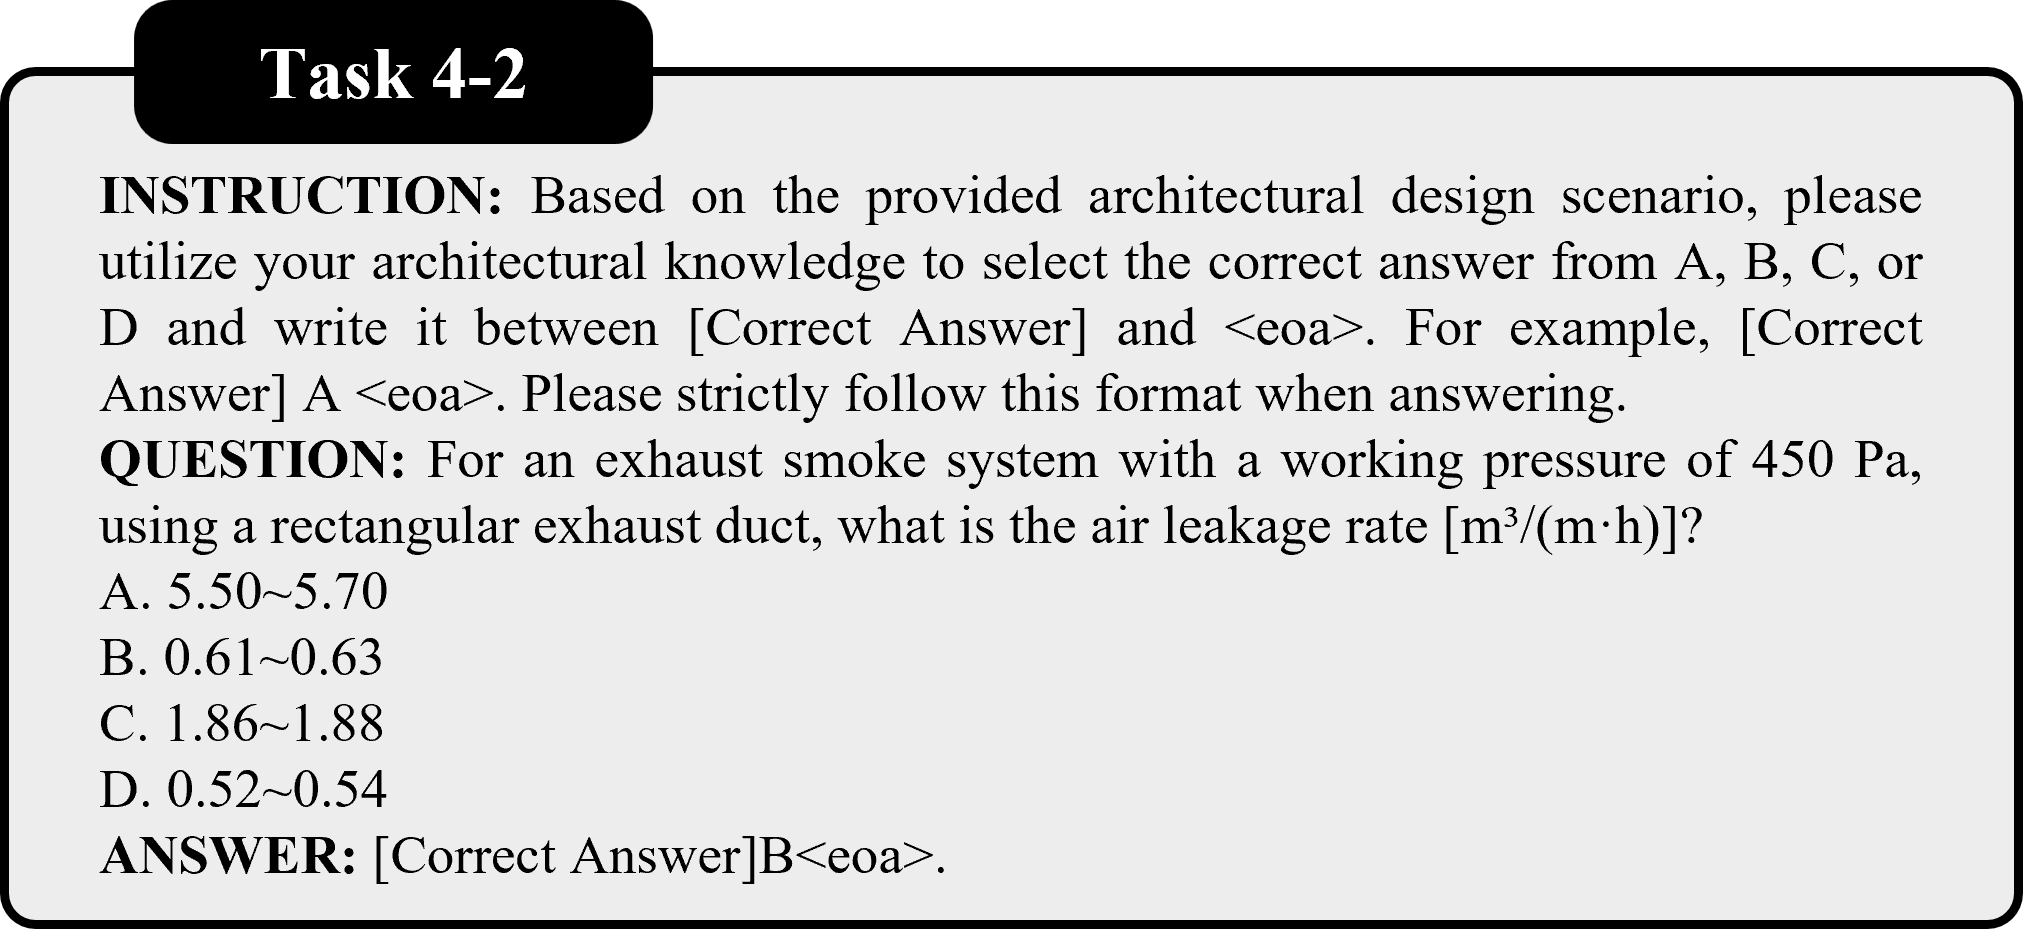 Task 4-2
INSTRUCTION: Based on the provided architectural design scenario, please
utilize your architectural knowledge to select the correct answer from A, B, C, or
D and write it between [Correct Answer] and <eoa>. For example, [Correct
Answer] A <eoa>. Please strictly follow this format when answering.
QUESTION: For an exhaust smoke system with a working pressure of 450 Pa,
using a rectangular exhaust duct, what is the air leakage rate [m³/(m·h)]?
A. 5.50~5.70
B. 0.61~0.63
C. 1.86~1.88
D. 0.52~0.54
ANSWER: [Correct Answer]B<eoa>.